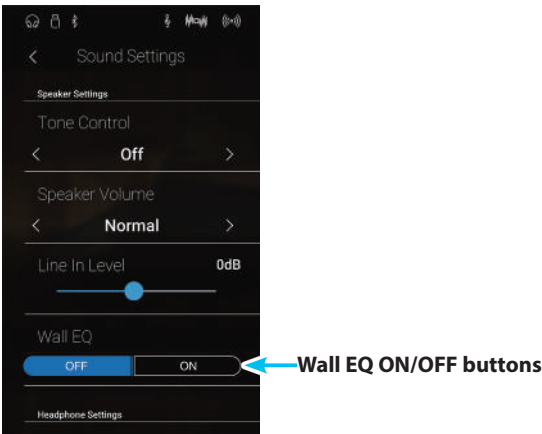 Sound Settings
Speaker Settings
Tone Control
Off
Speaker Volume
Normal
Line In Level 0dB
Wall EQ
OFF ON
Wall EQ ON/OFF buttons
Headphone Settings